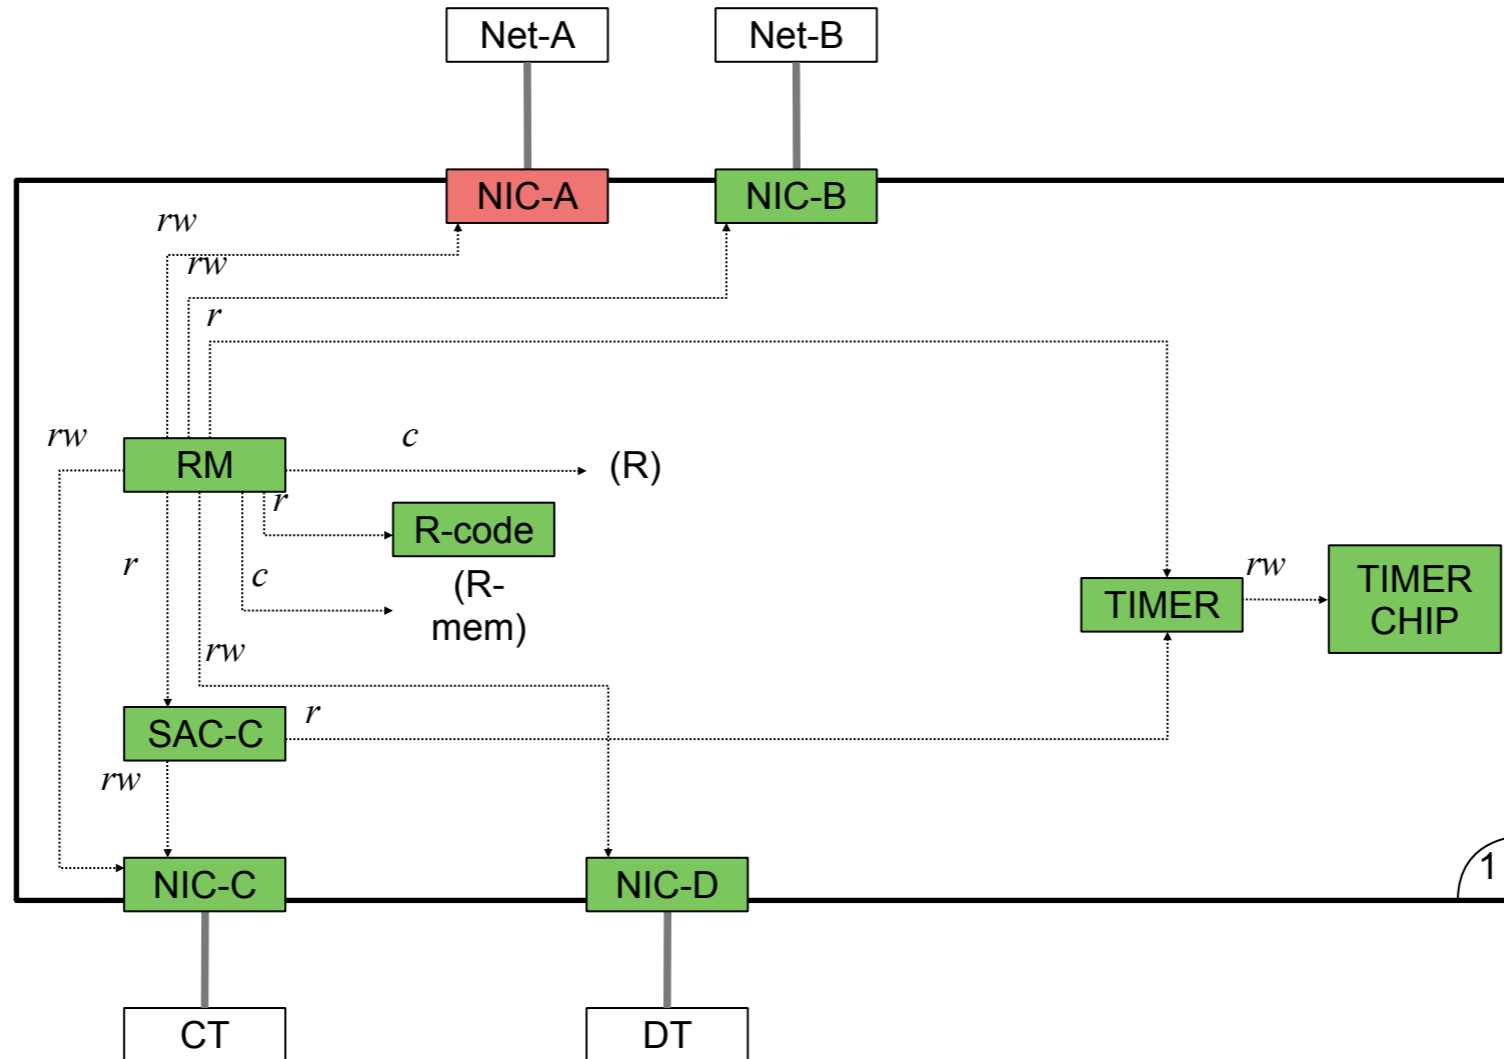 Net-A
Net-B
NIC-A
NIC-B
rw
rw
r
rw
c
RM
(R)
r
R-code
r
c
(R-
mem)
rw
TIMER
CHIP
TIMER
rw
SAC-C
r
rw
NIC-C
NIC-D
1
CT
DT